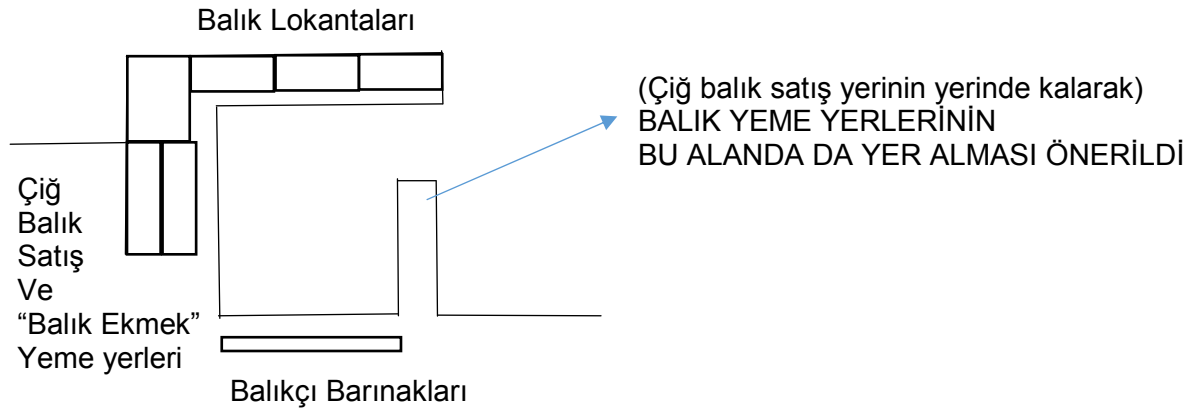 Balık Lokantaları
(Çiğ balık satış yerinin yerinde kalarak)
BALIK YEME YERLERİNİN
BU ALANDA DA YER ALMASI ÖNERİLDİ
Çiğ
Balık
Satış
Ve
“Balık Ekmek”
Yeme yerleri
Balıkçı Barınakları